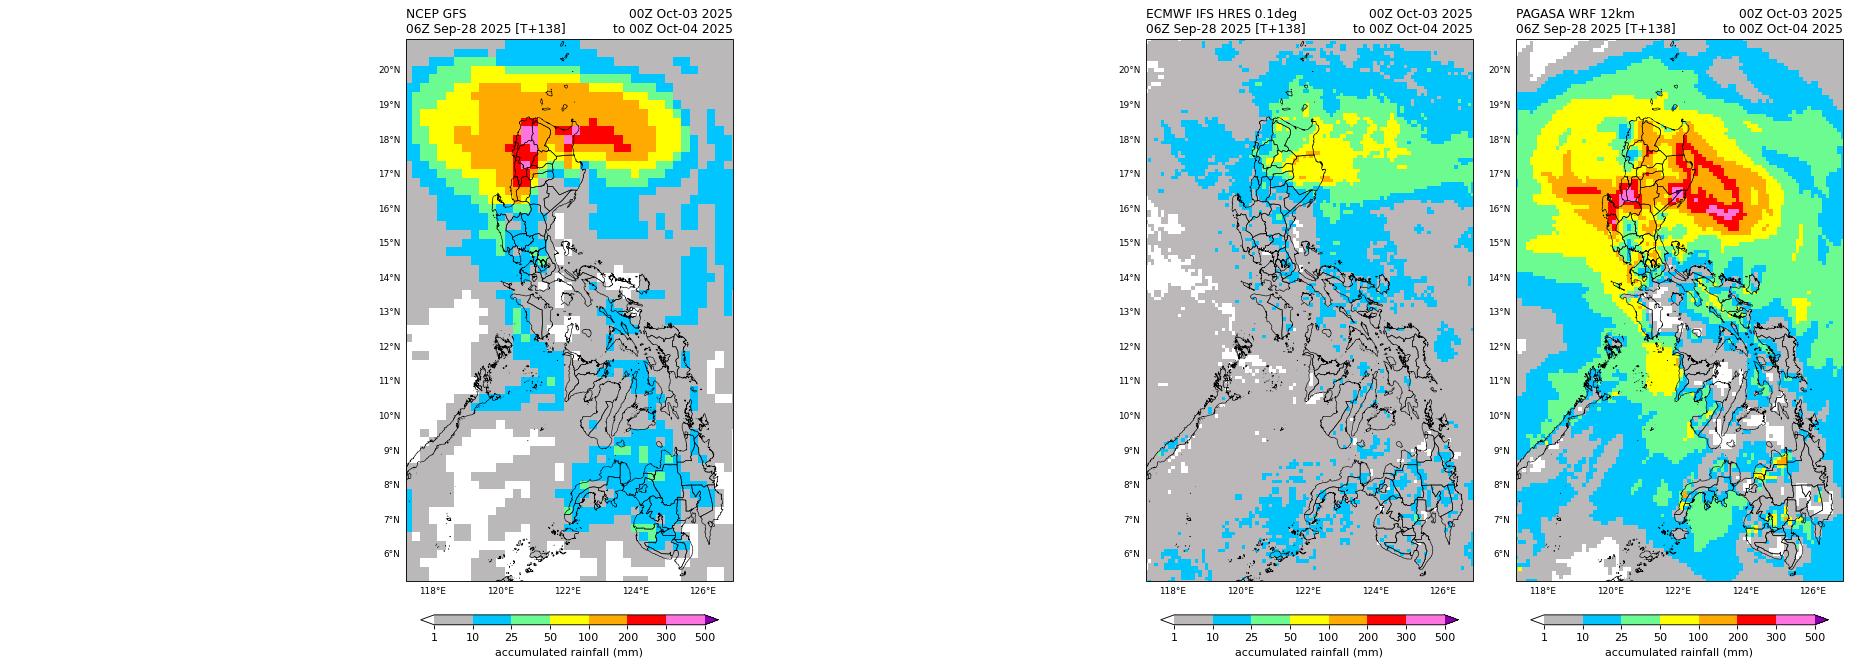 NCEP GFS 00Z Oct-03 2025
06Z Sep-28 2025 [T+138] to 00Z Oct-04 2025
20°N
19°N
18°N
17°N
16°N
15°N
14°N
13°N
12°N
11°N
10°N
9°N
8°N
7°N
6°N
118°E 120°E 122°E 124°E 126°E
1 10 25 50 100 200 300 500
accumulated rainfall (mm)
ECMWF IFS HRES 0.1deg 00Z Oct-03 2025
06Z Sep-28 2025 [T+138] to 00Z Oct-04 2025
20°N
19°N
18°N
17°N
16°N
15°N
14°N
13°N
12°N
11°N
10°N
9°N
8°N
7°N
6°N
118°E 120°E 122°E 124°E 126°E
1 10 25 50 100 200 300 500
accumulated rainfall (mm)
PAGASA WRF 12km 00Z Oct-03 2025
06Z Sep-28 2025 [T+138] to 00Z Oct-04 2025
20°N
19°N
18°N
17°N
16°N
15°N
14°N
13°N
12°N
11°N
10°N
9°N
8°N
7°N
6°N
118°E 120°E 122°E 124°E 126°E
1 10 25 50 100 200 300 500
accumulated rainfall (mm)